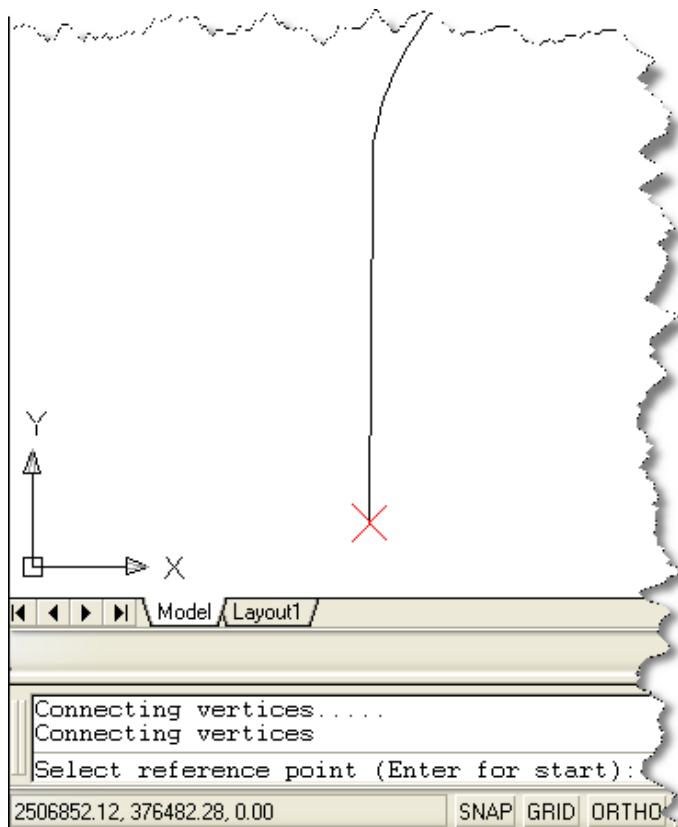 Y
X
Model Layout1
Connecting vertices.....
Connecting vertices
Select reference point (Enter for start):
2506852.12, 376482.28, 0.00 SNAP GRID ORTHO